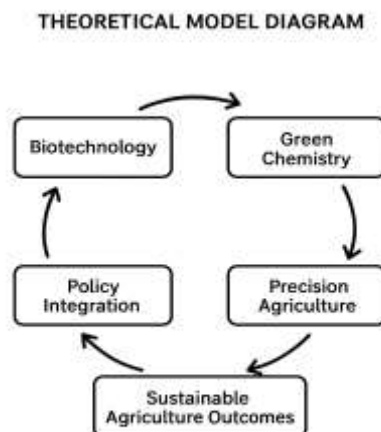 THEORETICAL MODEL DIAGRAM
Biotechnology
Green
Chemistry
Policy
Integration
Precision
Agriculture
Sustainable
Agriculture Outcomes